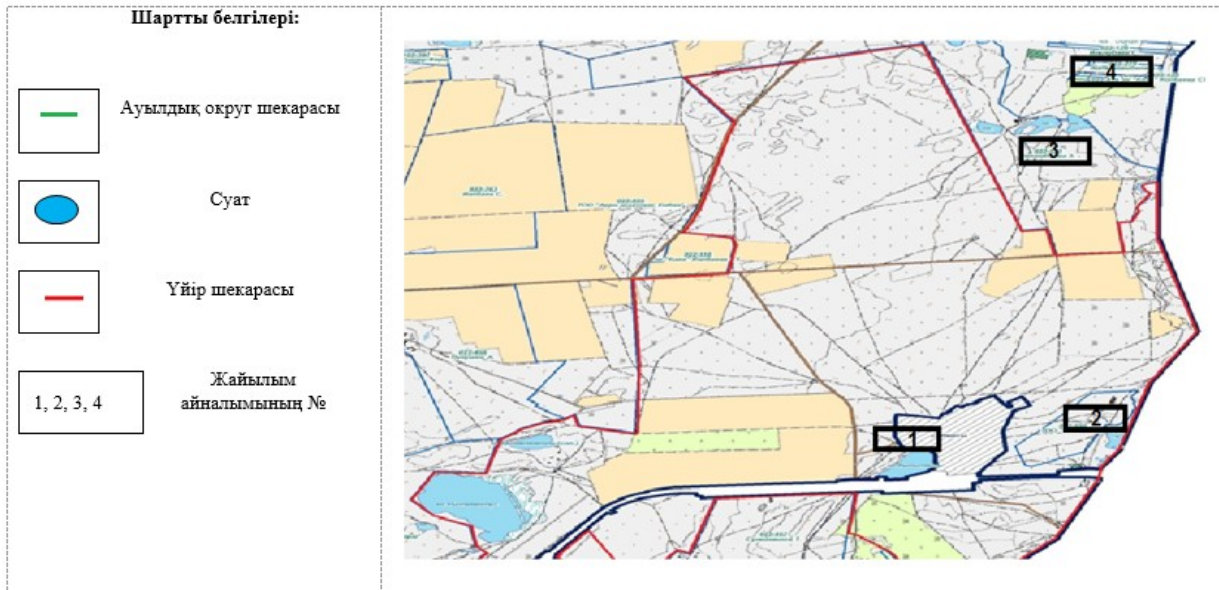 Шартты белгілері:
Ауылдық округ шекарасы
Суат
Үйір шекарасы
1, 2, 3, 4
Жайылым
айналымының №
4
3
2
1